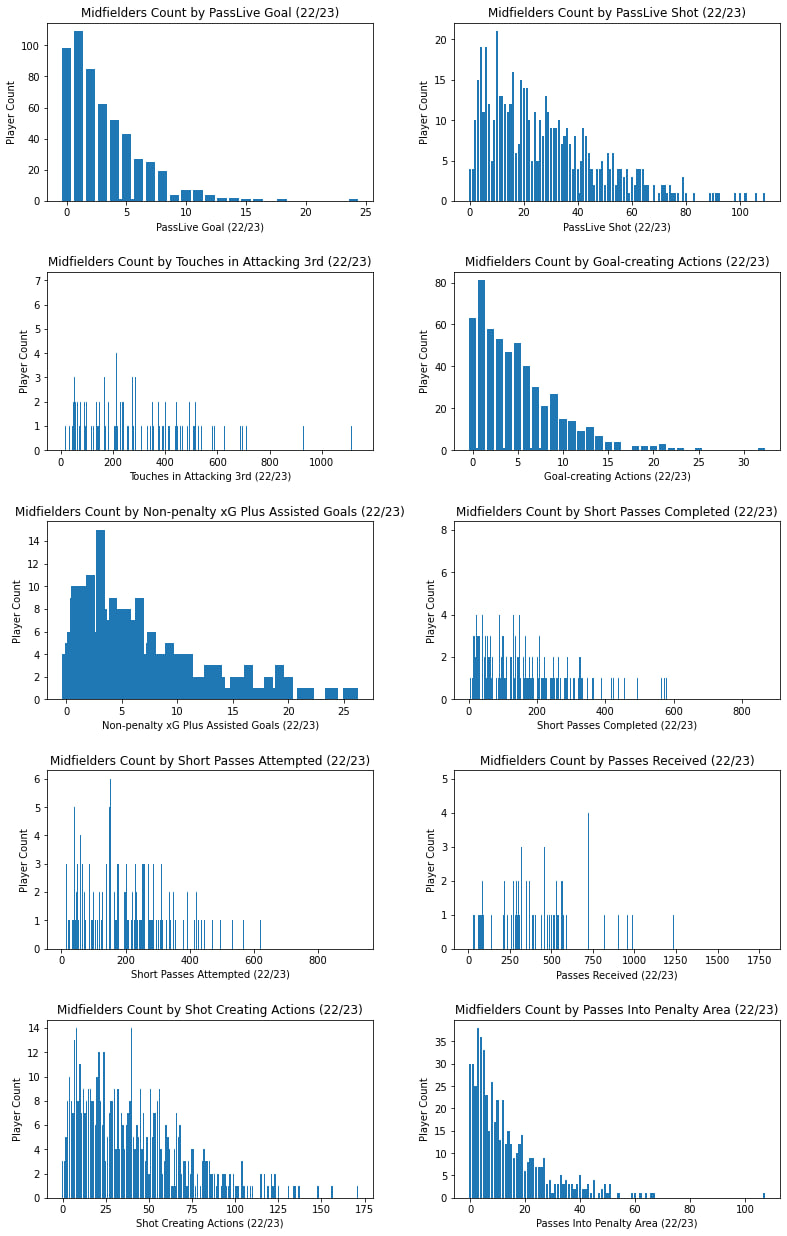 Midfielders Count by PassLive Goal (22/23)
Player Count
100
80
60
40
20
0
0 5 10 15 20 25
PassLive Goal (22/23)
Midfielders Count by PassLive Shot (22/23)
Player Count
20
15
10
5
0
0 20 40 60 80 100
PassLive Shot (22/23)
Midfielders Count by Touches in Attacking 3rd (22/23)
Player Count
7
6
5
4
3
2
1
0
0 200 400 600 800 1000
Touches in Attacking 3rd (22/23)
Midfielders Count by Goal-creating Actions (22/23)
Player Count
80
60
40
20
0
0 5 10 15 20 25 30
Goal-creating Actions (22/23)
Midfielders Count by Non-penalty xG Plus Assisted Goals (22/23)
Player Count
14
12
10
8
6
4
2
0
0 5 10 15 20 25
Non-penalty xG Plus Assisted Goals (22/23)
Midfielders Count by Short Passes Completed (22/23)
Player Count
8
6
4
2
0
0 200 400 600 800
Short Passes Completed (22/23)
Midfielders Count by Short Passes Attempted (22/23)
Player Count
6
5
4
3
2
1
0
0 200 400 600 800
Short Passes Attempted (22/23)
Midfielders Count by Passes Received (22/23)
Player Count
5
4
3
2
1
0
0 250 500 750 1000 1250 1500 1750
Passes Received (22/23)
Midfielders Count by Shot Creating Actions (22/23)
Player Count
14
12
10
8
6
4
2
0
0 25 50 75 100 125 150 175
Shot Creating Actions (22/23)
Midfielders Count by Passes Into Penalty Area (22/23)
Player Count
35
30
25
20
15
10
5
0
0 20 40 60 80 100
Passes Into Penalty Area (22/23)